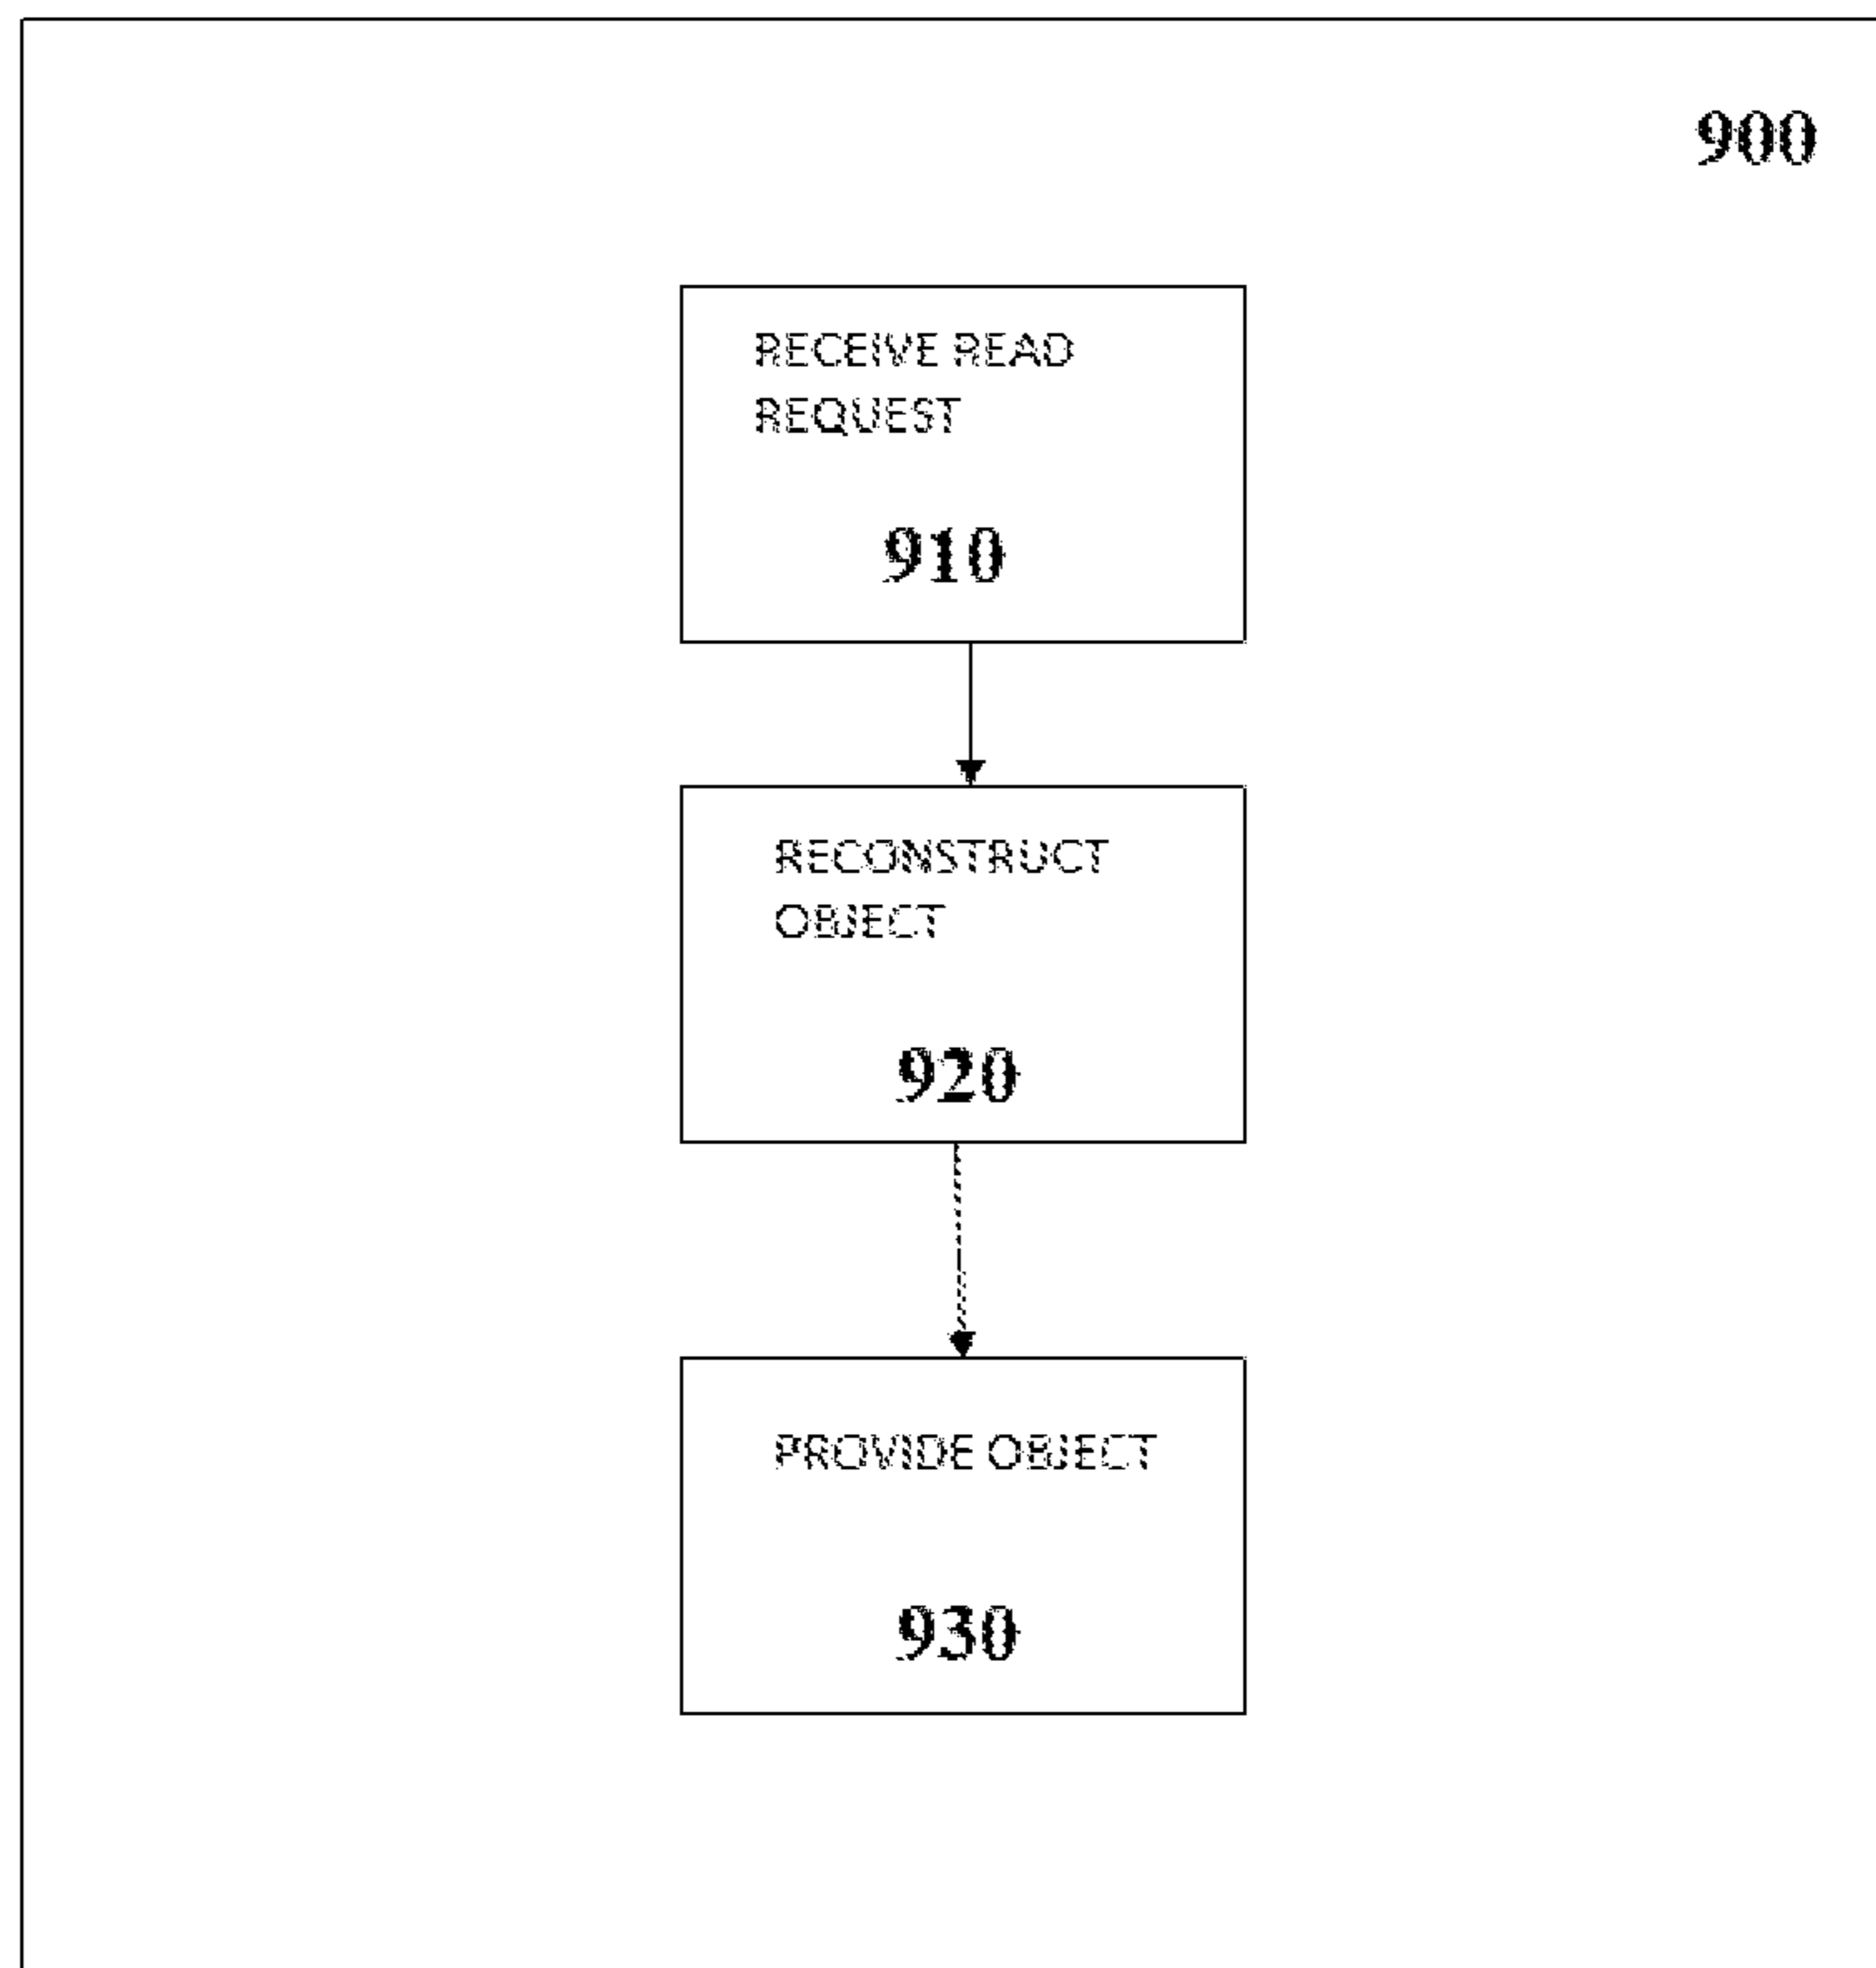 900
RECEIVE READ
REQUEST
910
RECONSTRUCT
OBJECT
920
PROVIDE OBJECT
930